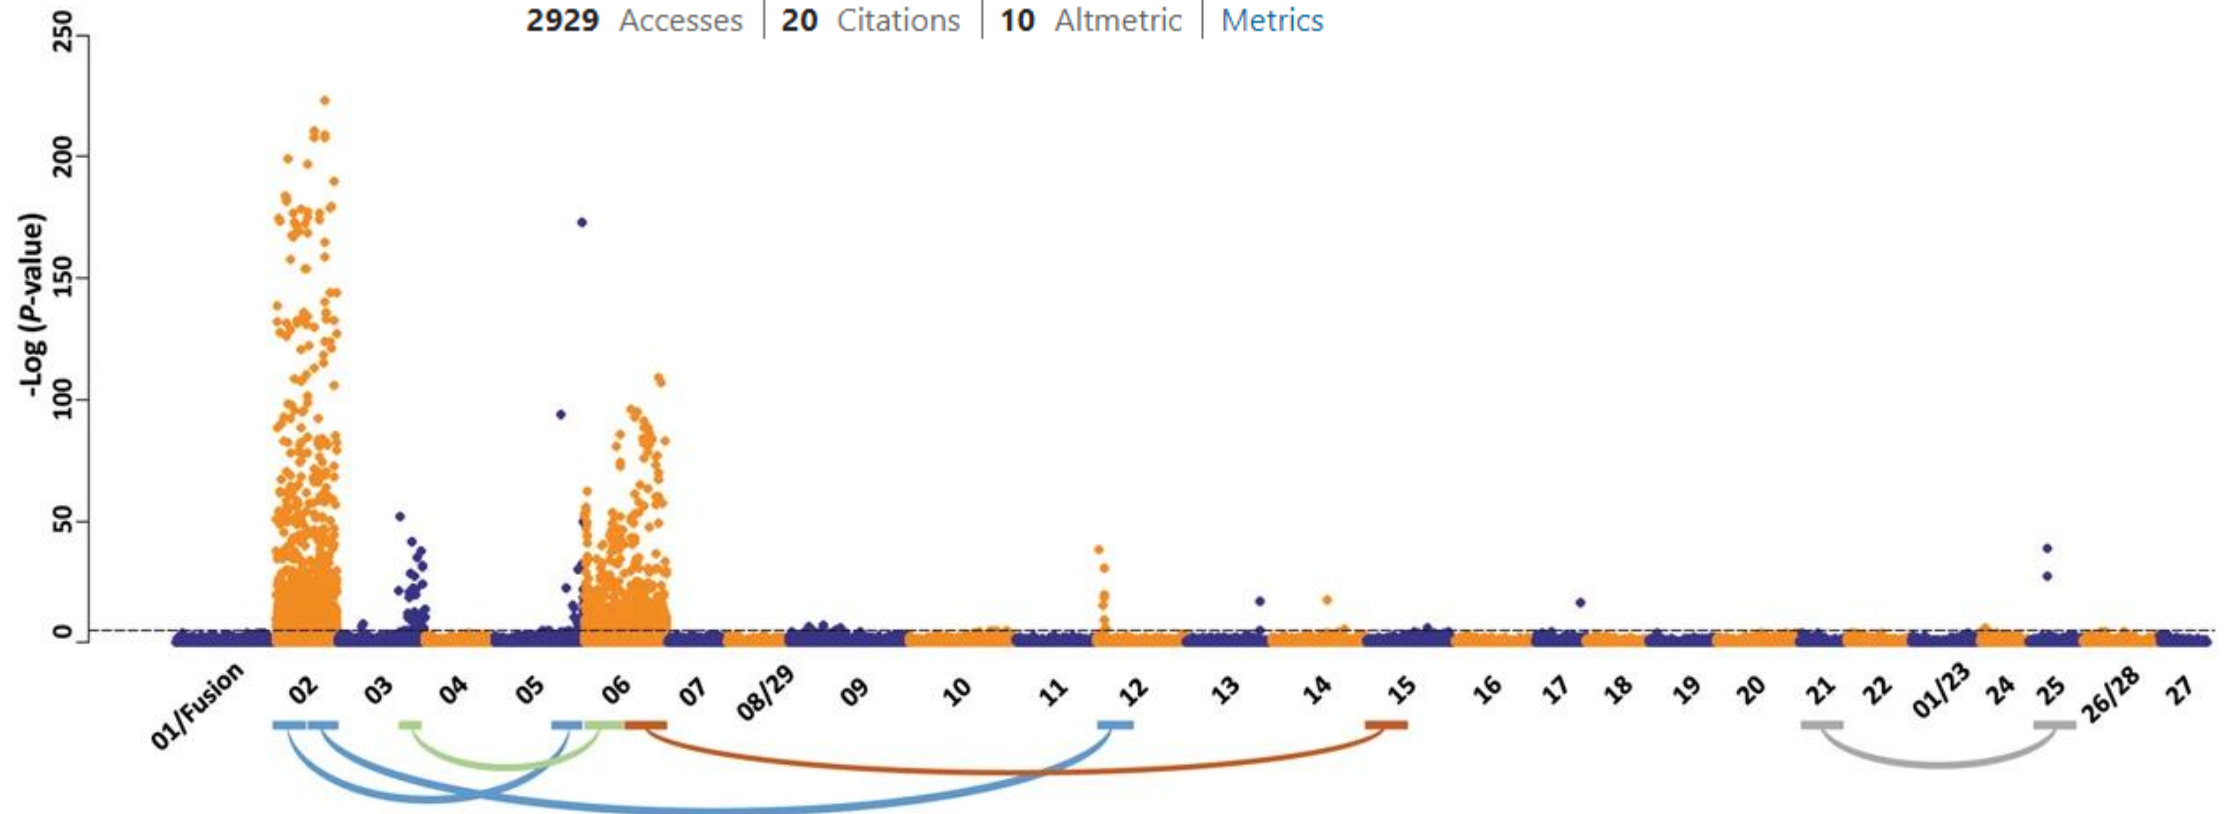 2929 Accesses | 20 Citations | 10 Altmetric | Metrics
-Log (P-value)
250
200
150
100
50
0
01/Fusion 02 03 04 05 06 07 08/29 09 10 11 12 13 14 15 16 17 18 19 20 21 22 01/23 24 25 26/28 27